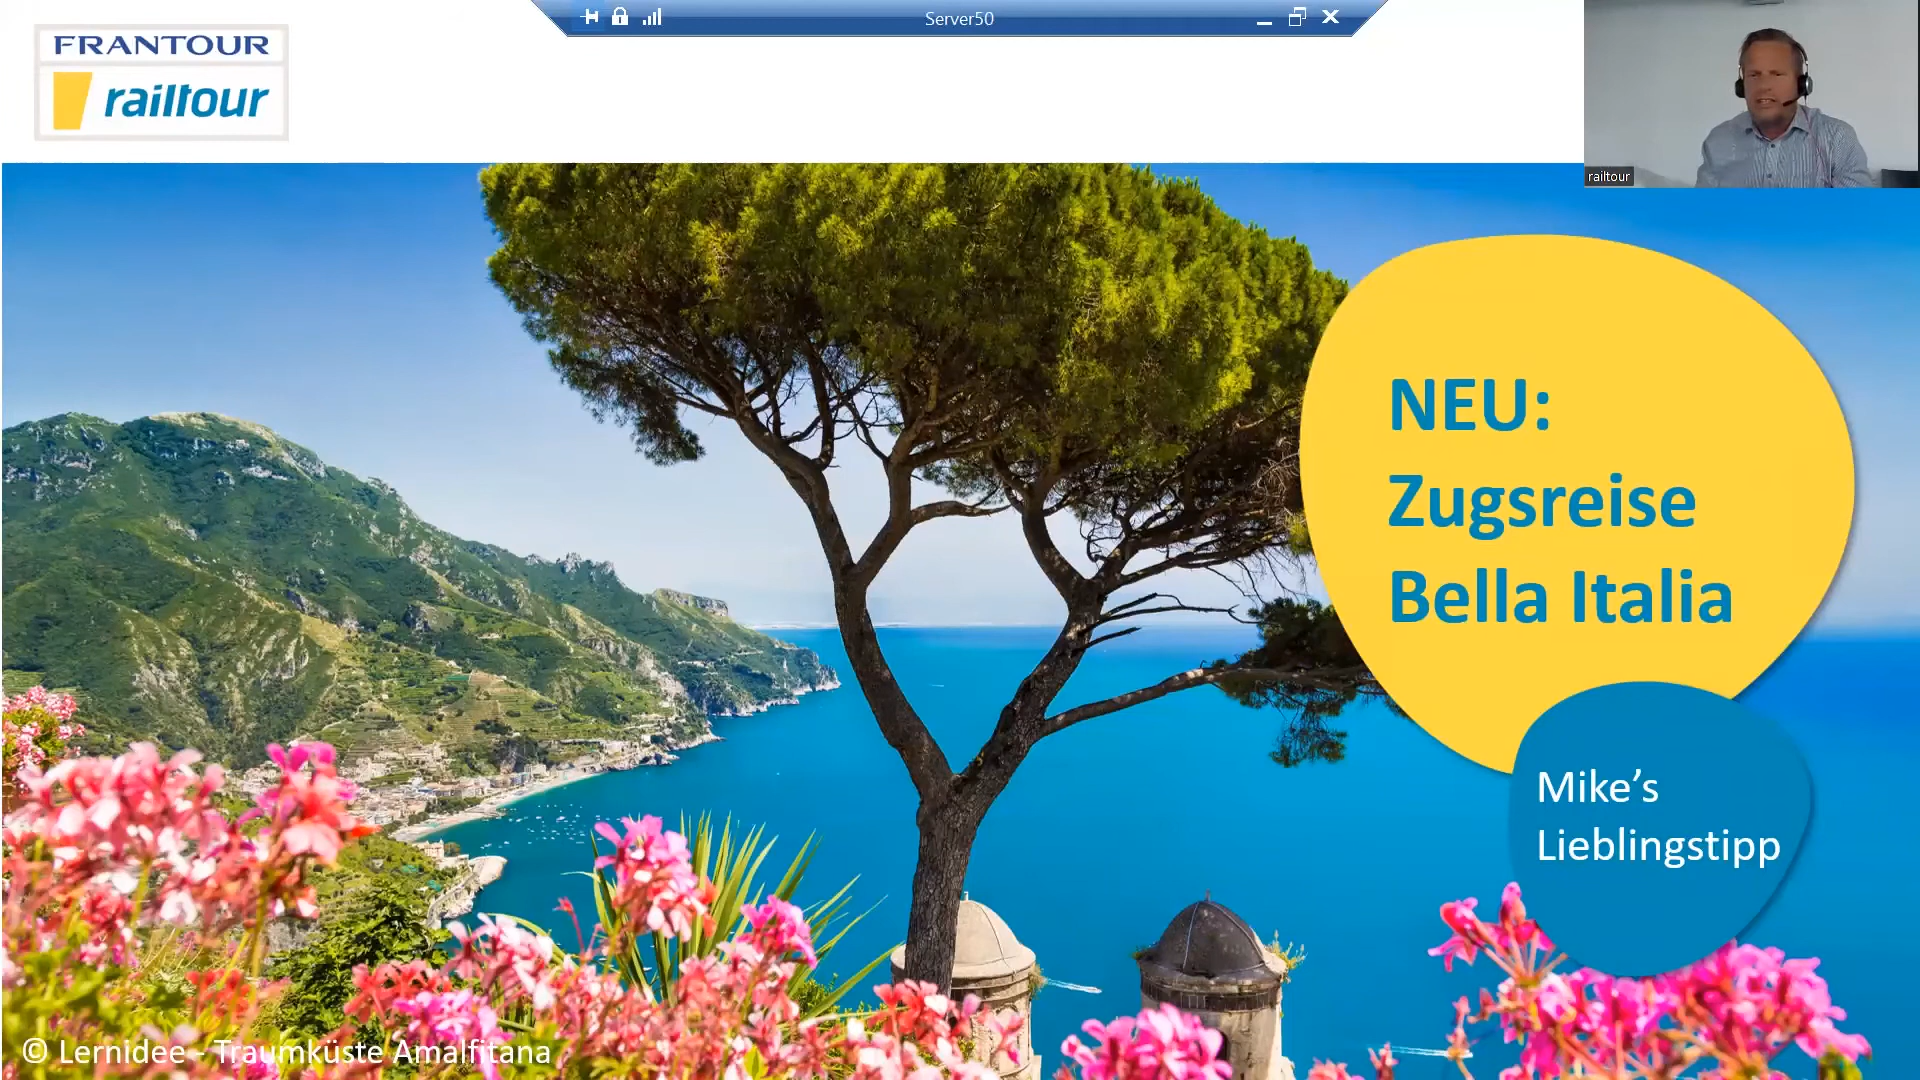 Server50
FRANTOUR
railtour
railtour
NEU:
Zugsreise
Bella Italia
Mike’s
Lieblingstipp
© Lernidee - Traumküste Amalfitana